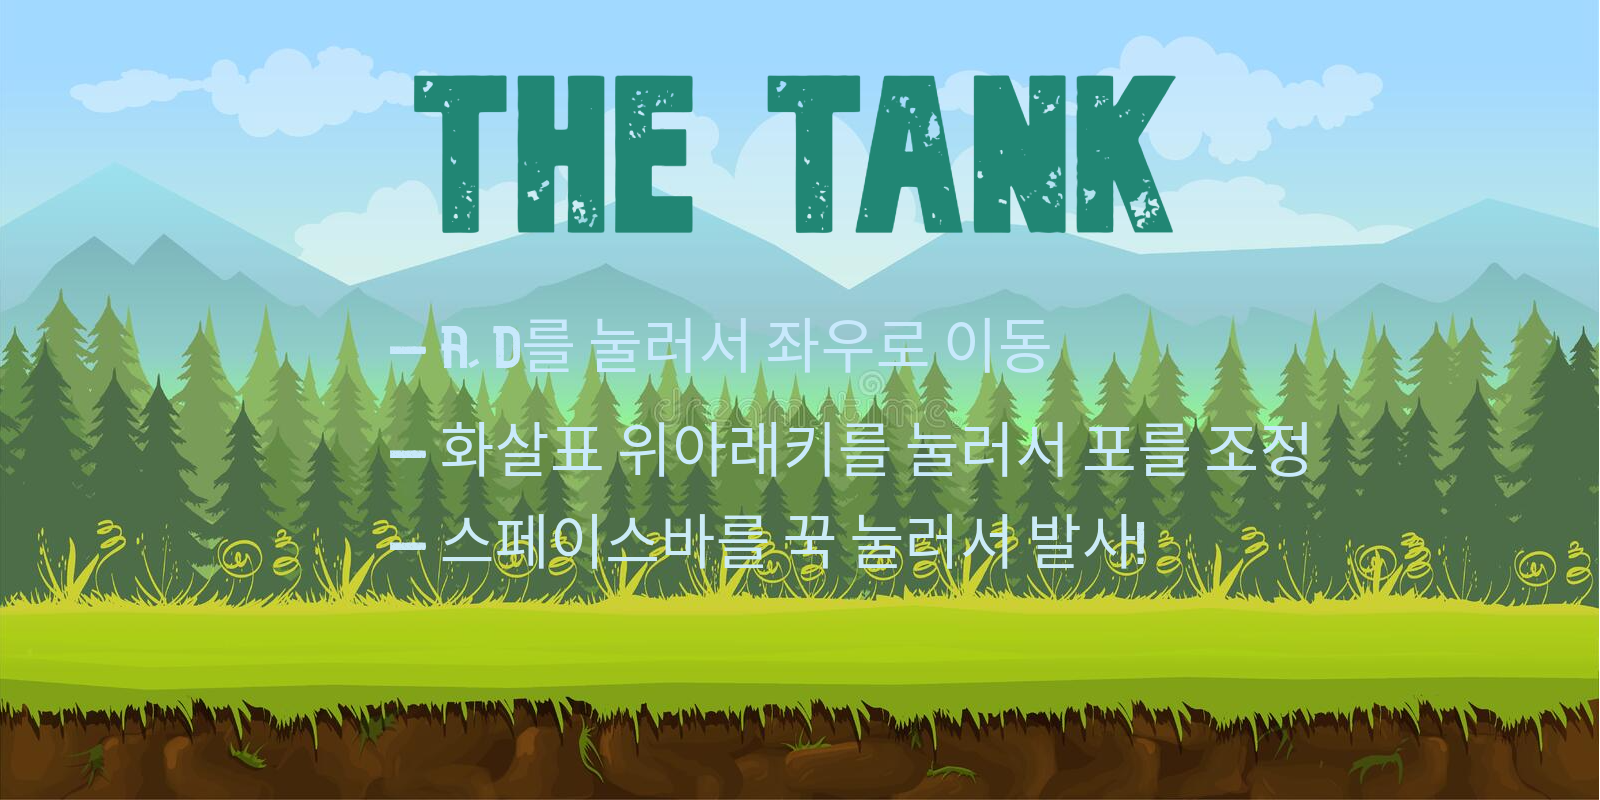 THE TANK
- A, D를 눌러서 좌우로 이동
dreamstime
- 화살표 위아래키를 눌러서 포를 조정
- 스페이스바를 꾹 눌러서 발사!